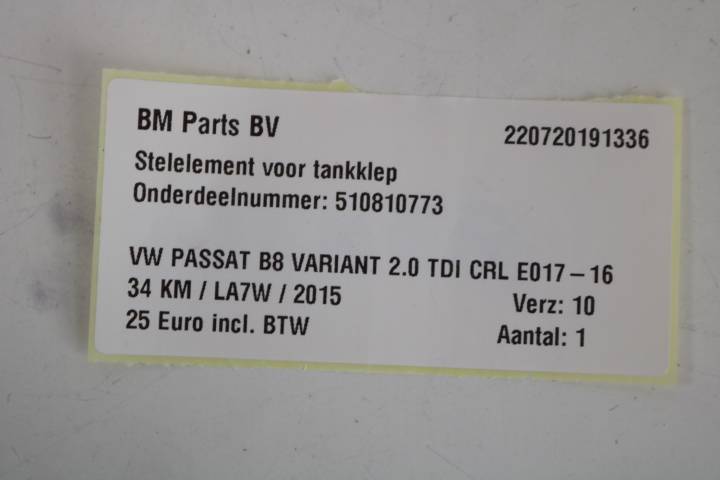 BM Parts BV 220720191336
Stelelement voor tankklep
Onderdeelnummer: 510810773
VW PASSAT B8 VARIANT 2.0 TDI CRL E017-16
34 KM / LA7W / 2015 Verz: 10
25 Euro incl. BTW Aantal: 1